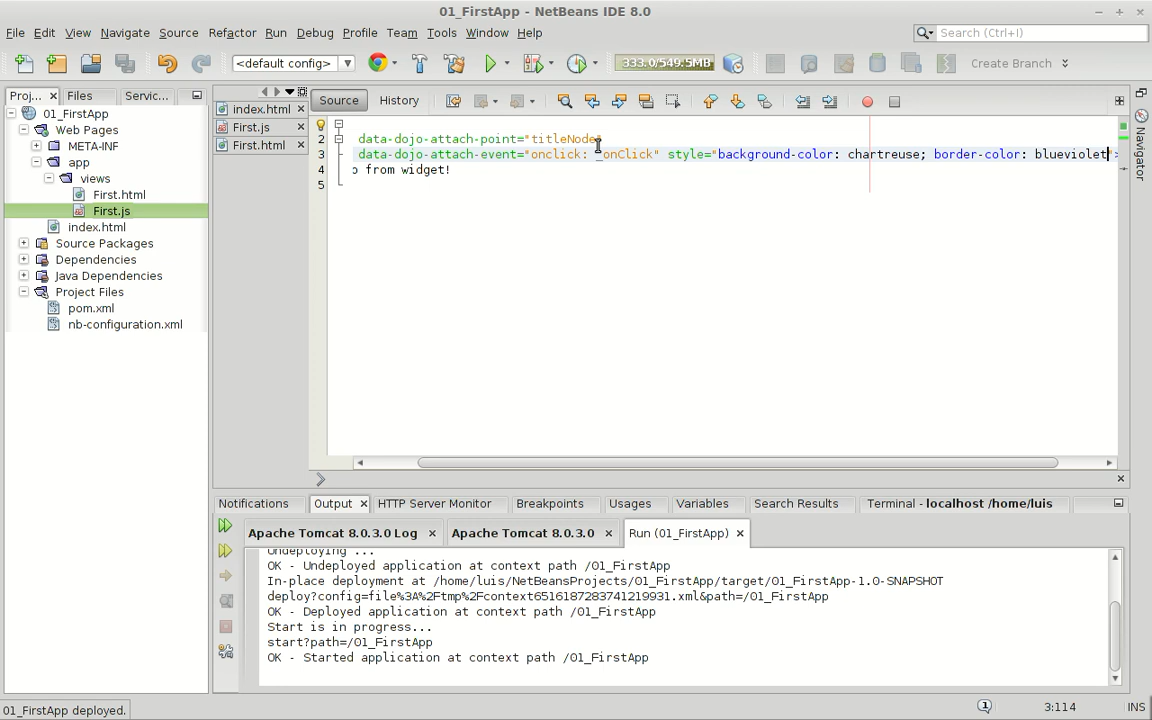 01_FirstApp - NetBeans IDE 8.0
File Edit View Navigate Source Refactor Run Debug Profile Team Tools Window Help
Search (Ctrl+I)
<default config>
333.0/549.5MB
Create Branch
Proj...
Files
Servic...
01_FirstApp
Web Pages
META-INF
app
views
First.html
First.js
index.html
Source Packages
Dependencies
Java Dependencies
Project Files
pom.xml
nb-configuration.xml
index.html
First.js
First.html
Source
History
2 data-dojo-attach-point="titleNode"
3 data-dojo-attach-event="onclick: _onClick" style="background-color: chartreuse; border-color: blueviolet">
4 o from widget!
5
Notifications
Output
HTTP Server Monitor
Breakpoints
Usages
Variables
Search Results
Terminal - localhost /home/luis
Apache Tomcat 8.0.3.0 Log
Apache Tomcat 8.0.3.0
Run (01_FirstApp)
Undeploying ...
OK - Undeployed application at context path /01_FirstApp
In-place deployment at /home/luis/NetBeansProjects/01_FirstApp/target/01_FirstApp-1.0-SNAPSHOT
deploy?config=file%3A%2Ftmp%2Fcontext6516187283741219931.xml&path=/01_FirstApp
OK - Deployed application at context path /01_FirstApp
Start is in progress...
start?path=/01_FirstApp
OK - Started application at context path /01_FirstApp
01_FirstApp deployed.
1
3:114
INS